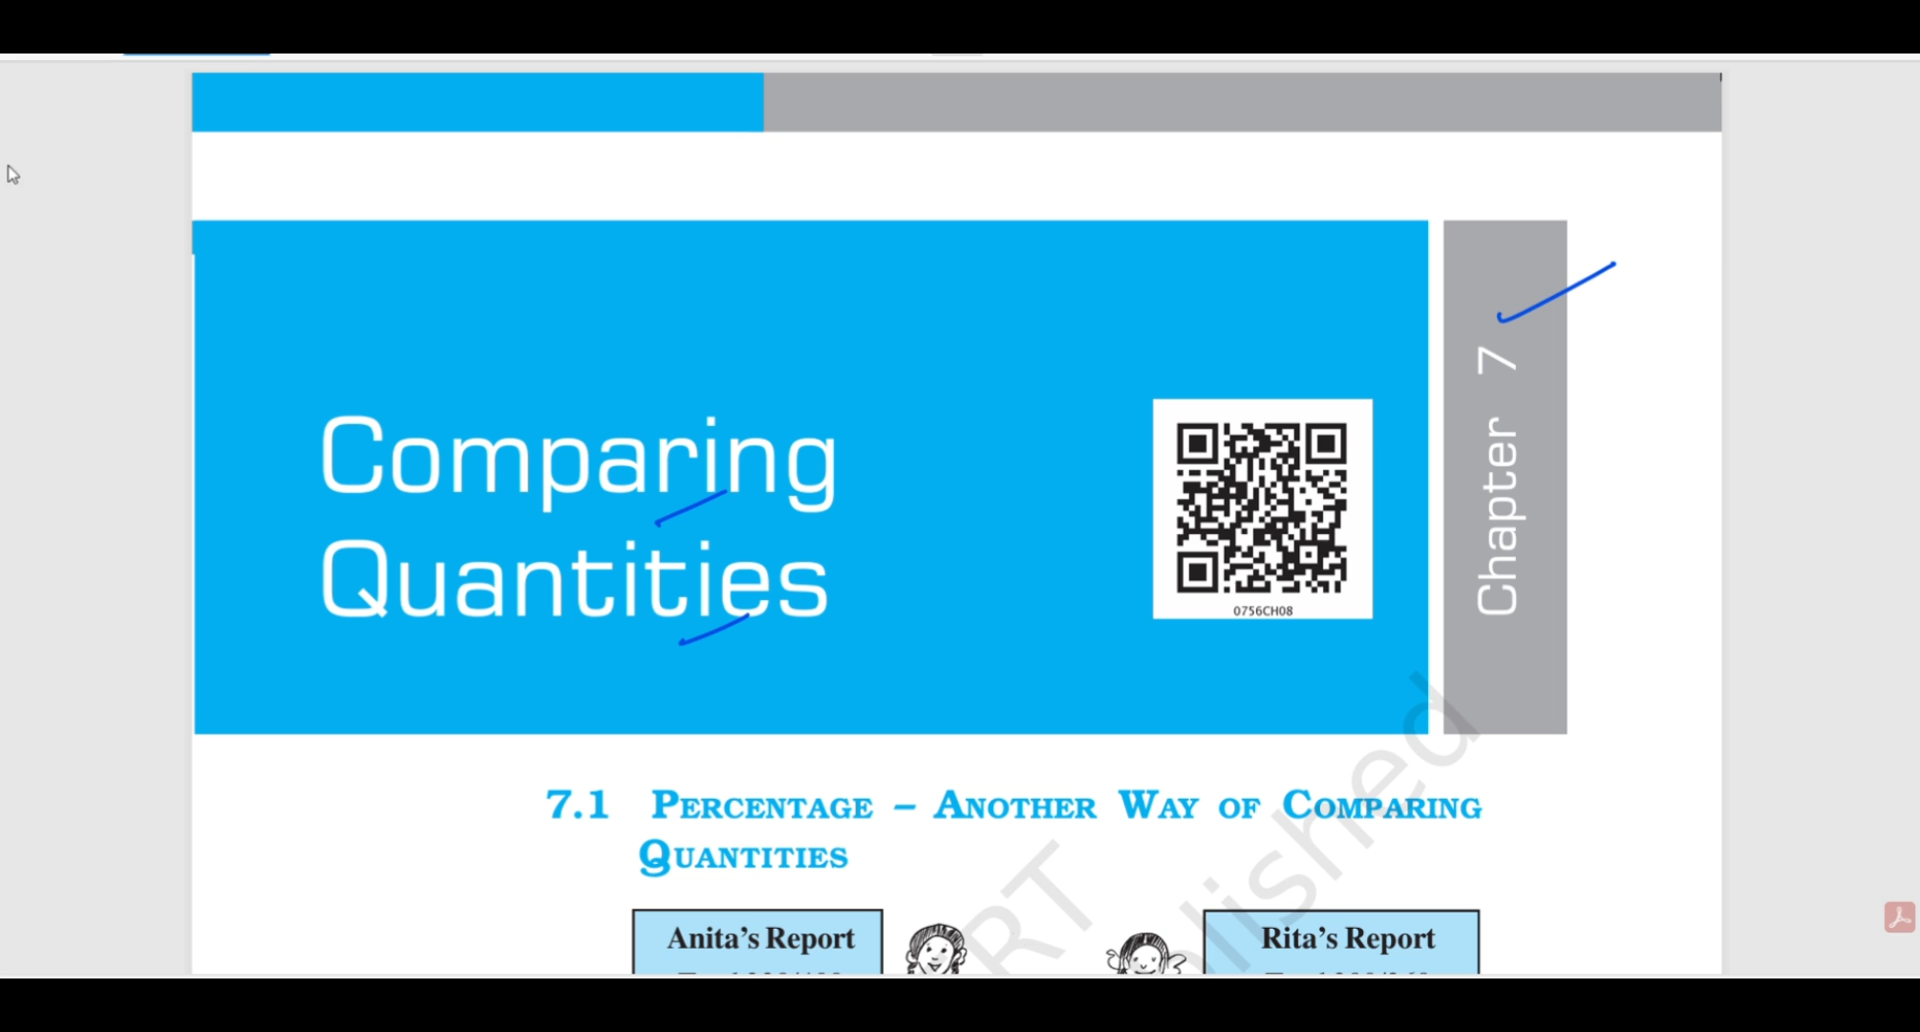 Comparing
Quantities
0756CH08
Chapter 7
7.1 PERCENTAGE – ANOTHER WAY OF COMPARING
QUANTITIES
Anita's Report
Rita's Report